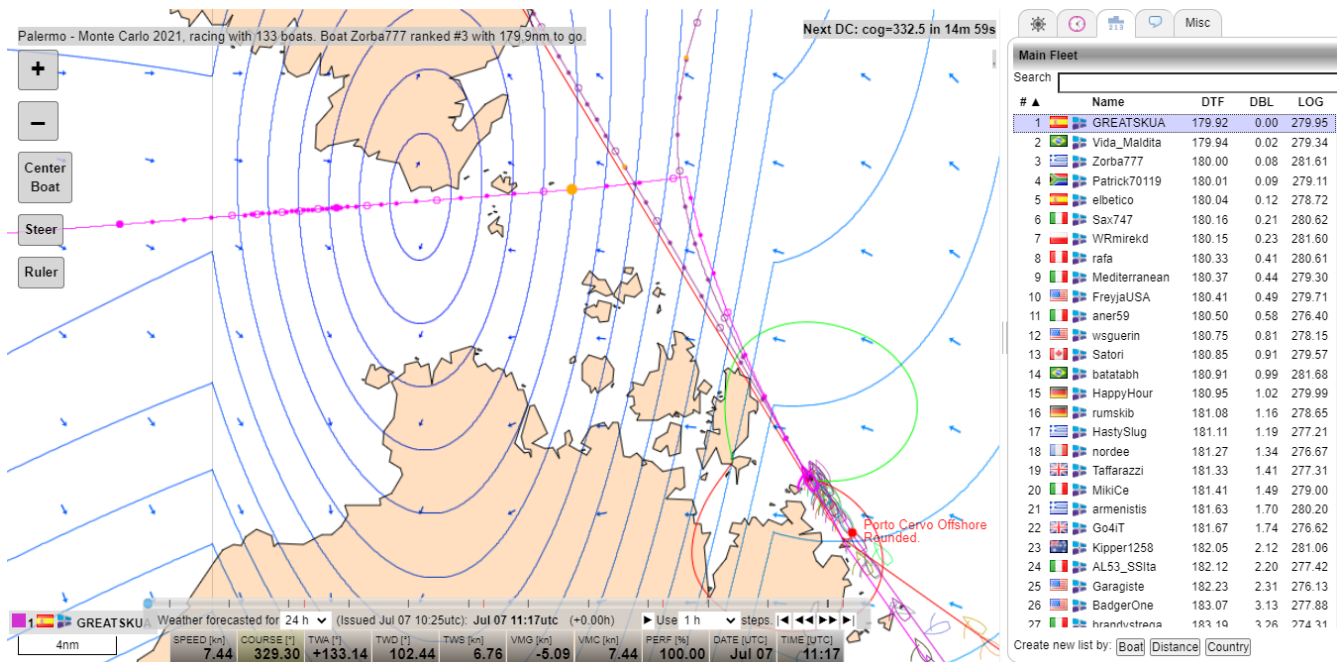 Palermo - Monte Carlo 2021, racing with 133 boats. Boat Zorba777 ranked #3 with 179,9nm to go.
Next DC: cog=332.5 in 14m 59s
+
−
Center Boat
Steer
Ruler
Porto Cervo Offshore
Rounded.
1 GREATSKUA
Weather forecasted for 24 h (Issued Jul 07 10:25utc): Jul 07 11:17utc (+0.00h) Use 1 h steps.
4nm
SPEED [kn] COURSE [°] TWA [°] TWD [°] TWS [kn] VMG [kn] VMC [kn] PERF [%] DATE [UTC] TIME [UTC]
7.44 329.30 +133.14 102.44 6.76 -5.09 7.44 100.00 Jul 07 11:17
213
Misc
Main Fleet
Search
# ▲ Name DTF DBL LOG
1 GREATSKUA 179.92 0.00 279.95
2 Vida_Maldita 179.94 0.02 279.34
3 Zorba777 180.00 0.08 281.61
4 Patrick70119 180.01 0.09 279.11
5 elbetico 180.04 0.12 278.72
6 Sax747 180.16 0.21 280.62
7 WRmirekd 180.15 0.23 281.60
8 rafa 180.33 0.41 280.61
9 Mediterranean 180.37 0.44 279.30
10 FreyjaUSA 180.41 0.49 279.71
11 aner59 180.50 0.58 276.40
12 wsguerin 180.75 0.81 278.15
13 Satori 180.85 0.91 279.57
14 batatabh 180.91 0.99 281.68
15 HappyHour 180.95 1.02 279.99
16 rumskib 181.08 1.16 278.65
17 HastySlug 181.11 1.19 277.21
18 nordee 181.27 1.34 276.67
19 Taffarazzi 181.33 1.41 277.31
20 MikiCe 181.41 1.49 279.00
21 armenistis 181.63 1.70 280.20
22 Go4iT 181.67 1.74 276.62
23 Kipper1258 182.05 2.12 281.06
24 AL53_SSIta 182.12 2.20 277.42
25 Garagiste 182.23 2.31 276.13
26 BadgerOne 183.07 3.13 277.88
27 brandystrega 183.19 3.26 274.31
Create new list by: Boat Distance Country